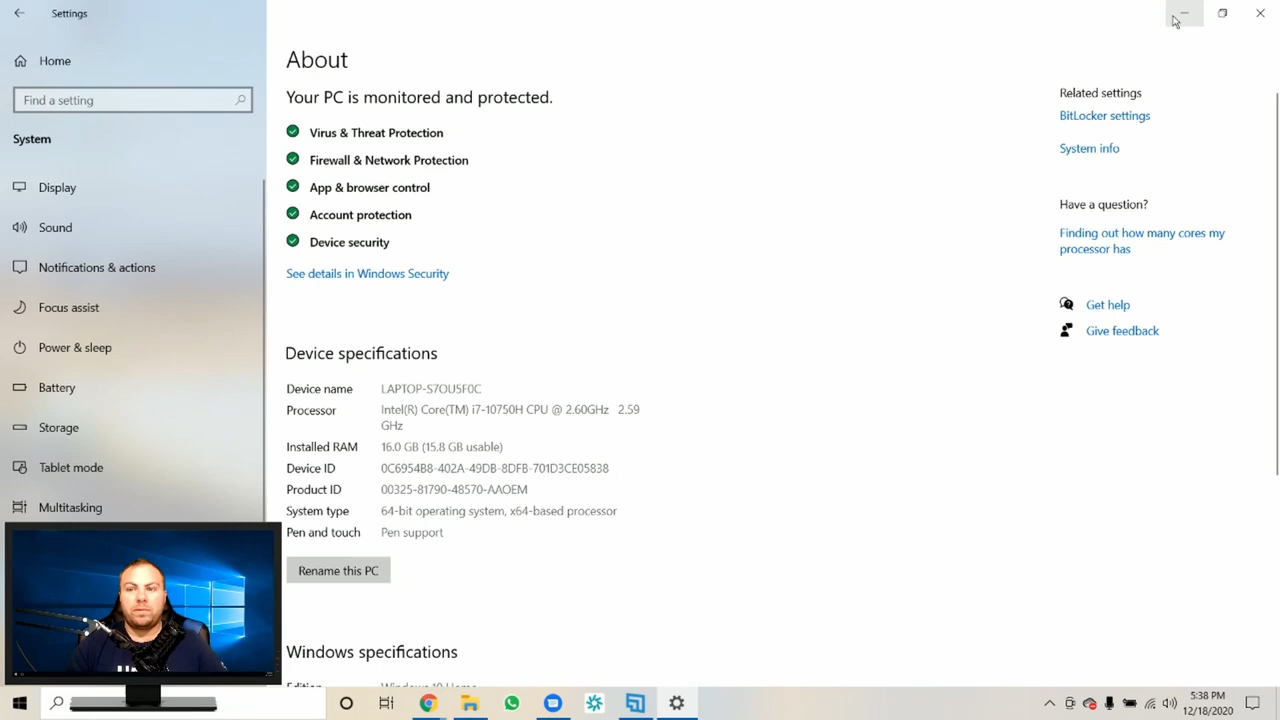 Settings
Home
Find a setting
System
Display
Sound
Notifications & actions
Focus assist
Power & sleep
Battery
Storage
Tablet mode
Multitasking
About
Your PC is monitored and protected.
Virus & Threat Protection
Firewall & Network Protection
App & browser control
Account protection
Device security
See details in Windows Security
Device specifications
Device name LAPTOP-S7OU5F0C
Processor Intel(R) Core(TM) i7-10750H CPU @ 2.60GHz 2.59
GHz
Installed RAM 16.0 GB (15.8 GB usable)
Device ID 0C6954B8-402A-49DB-8DFB-701D3CE05838
Product ID 00325-81790-48570-AAOEM
System type 64-bit operating system, x64-based processor
Pen and touch Pen support
Rename this PC
Windows specifications
Edition Windows 10 Home
Related settings
BitLocker settings
System info
Have a question?
Finding out how many cores my
processor has
Get help
Give feedback
5:38 PM
12/18/2020